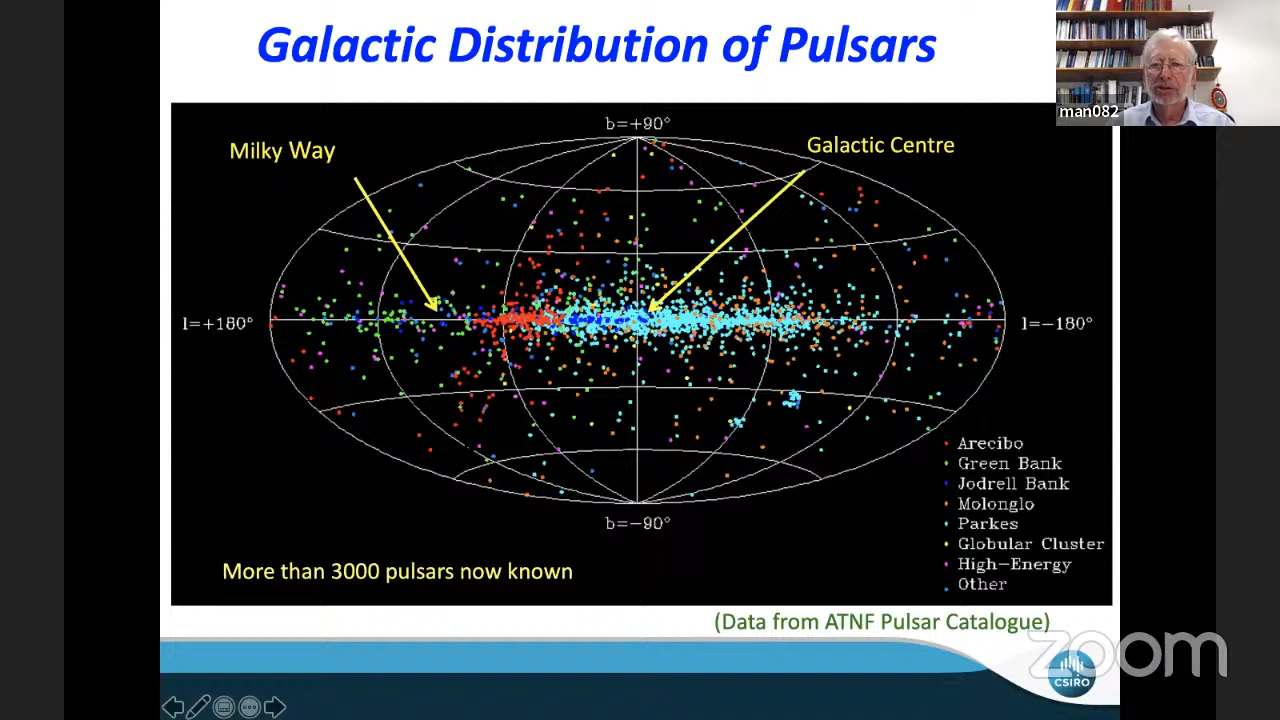 Galactic Distribution of Pulsars
man082
b=+90°
Milky Way
Galactic Centre
l=+180°
l=−180°
Arecibo
Green Bank
Jodrell Bank
Molonglo
Parkes
Globular Cluster
High-Energy
Other
b=−90°
More than 3000 pulsars now known
(Data from ATNF Pulsar Catalogue)
zoom
CSIRO